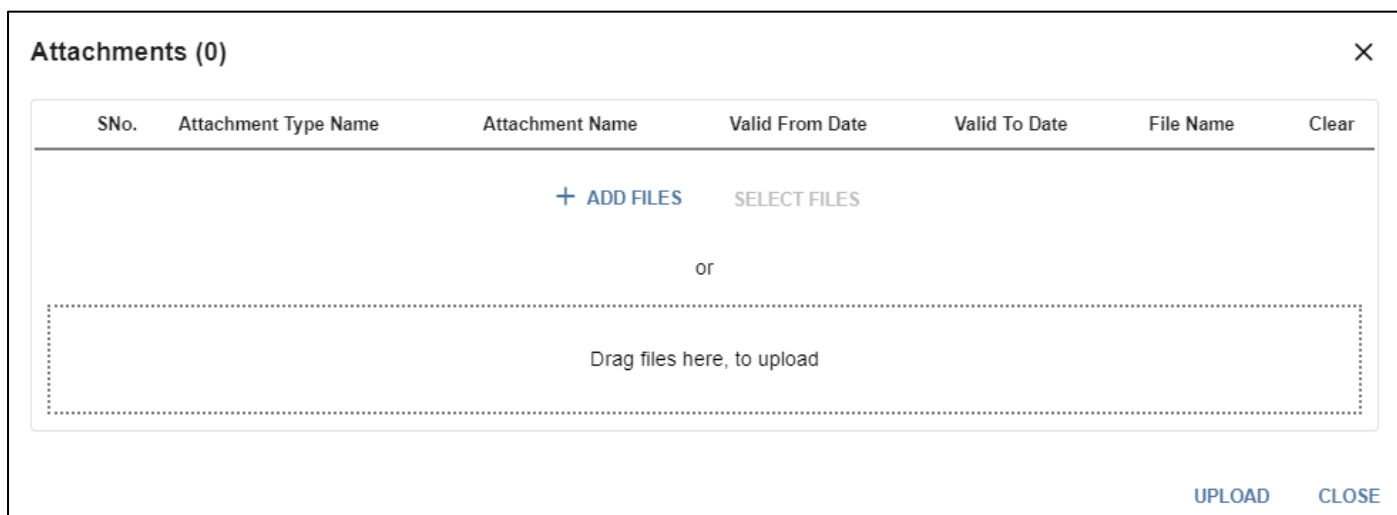 Attachments (0)
SNo. Attachment Type Name Attachment Name Valid From Date Valid To Date File Name Clear
+ ADD FILES SELECT FILES
or
Drag files here, to upload
UPLOAD CLOSE